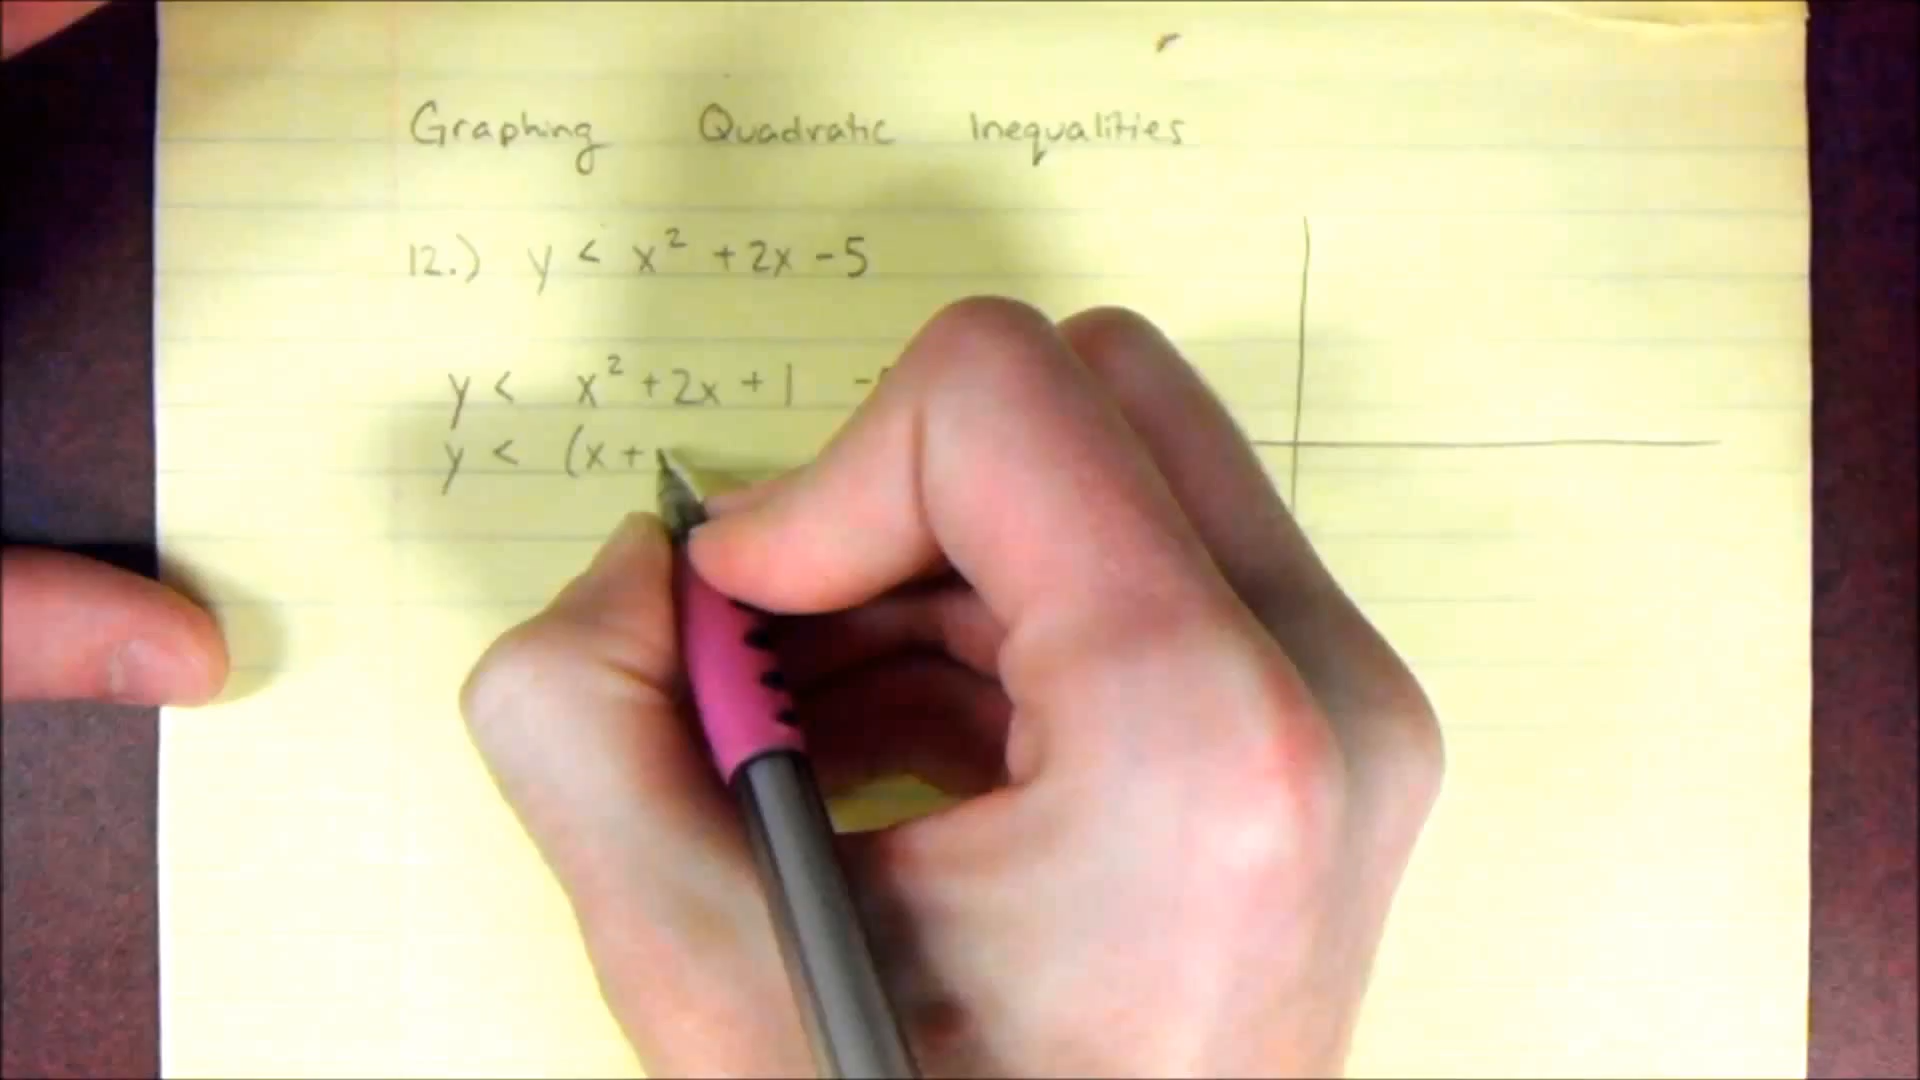 Graphing Quadratic Inequalities
12.) y < x² + 2x - 5
y < x² + 2x + 1 -
y < (x +